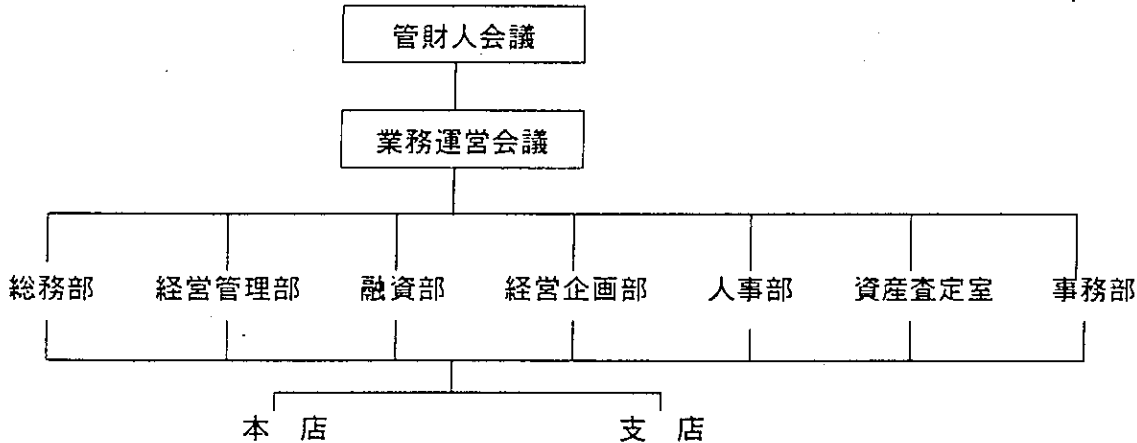 管財人会議
業務運営会議
総務部 経営管理部 融資部 経営企画部 人事部 資産査定室 事務部
本 店 支 店